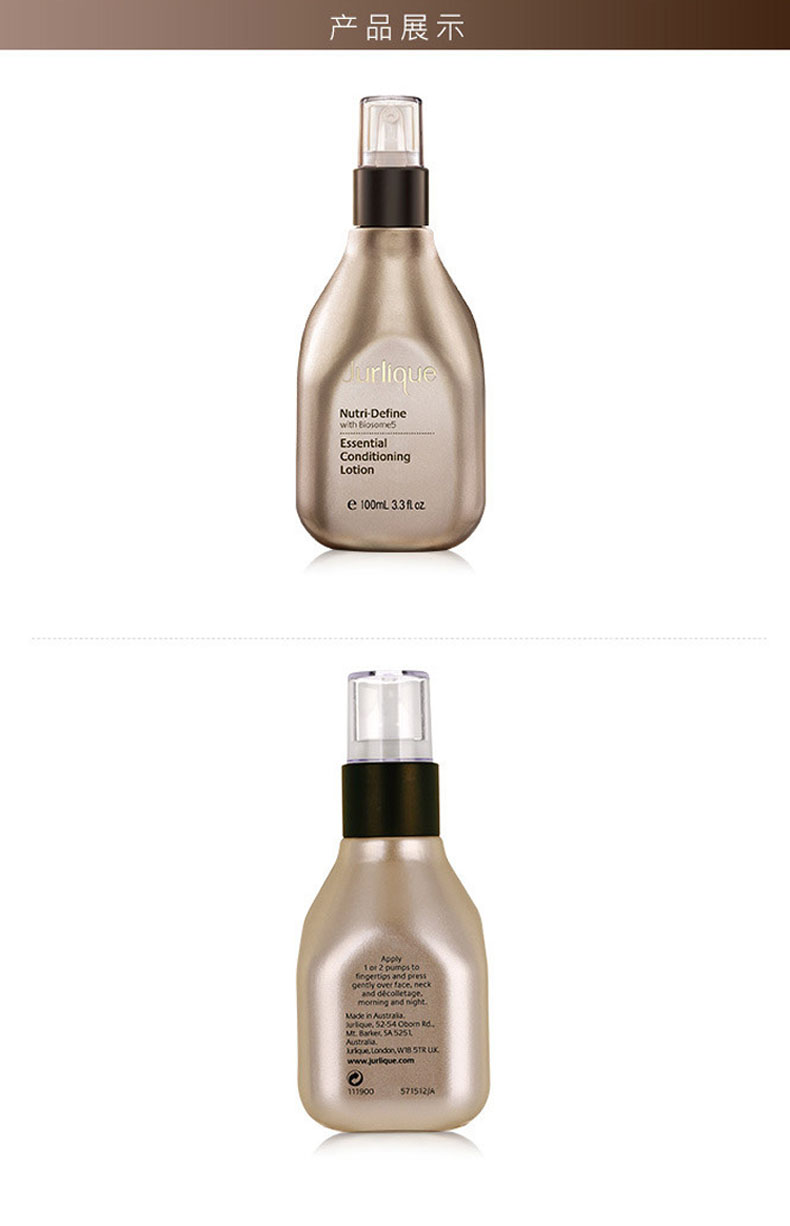 产品展示
Jurlique
Nutri-Define
with Biosome5
Essential
Conditioning
Lotion
e 100mL 3.3 fl.oz.
Apply
1 or 2 pumps to
fingertips and press
gently over face, neck
and décolletage,
morning and night.
Made in Australia.
Jurlique, 52-54 Oborn Rd.,
Mt. Barker, SA 5251,
Australia.
Jurlique, London, W1B 5TR U.K.
www.jurlique.com
111900 571512/A